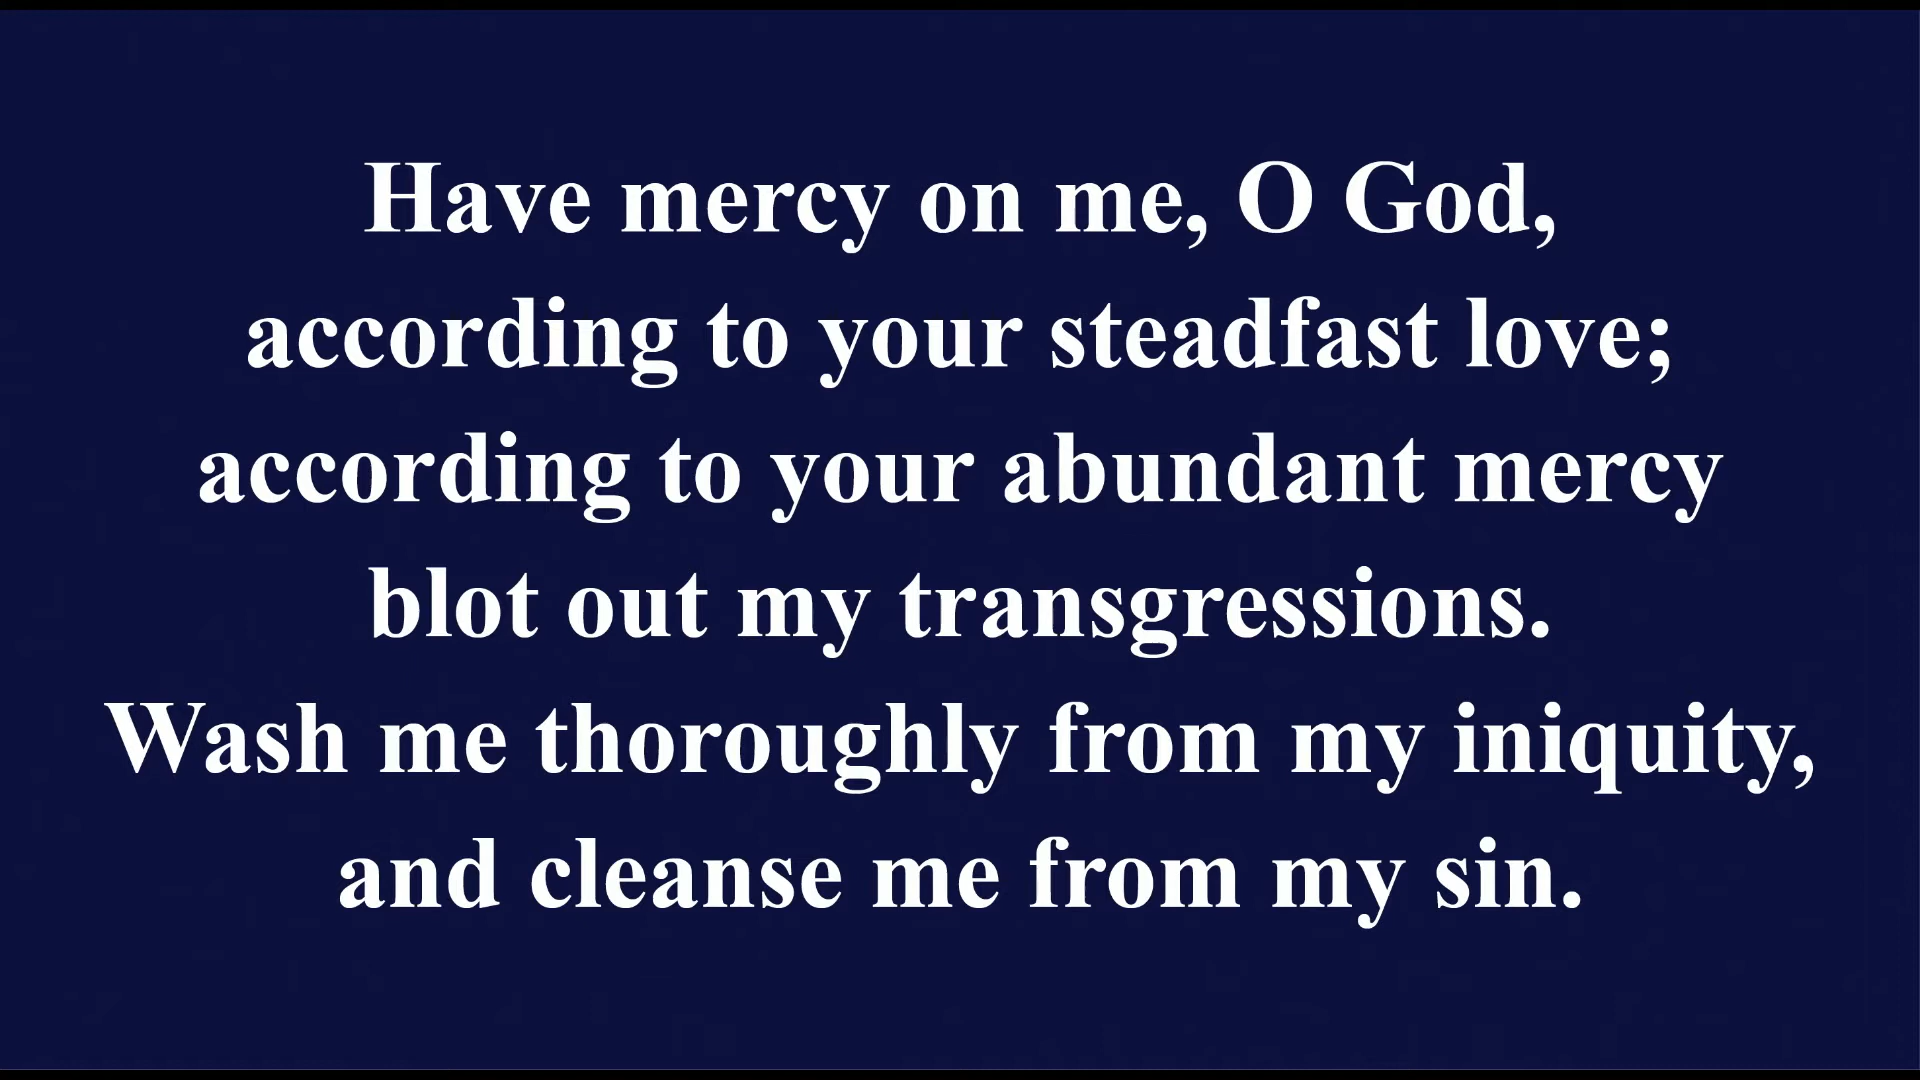 Have mercy on me, O God,
according to your steadfast love;
according to your abundant mercy
blot out my transgressions.
Wash me thoroughly from my iniquity,
and cleanse me from my sin.